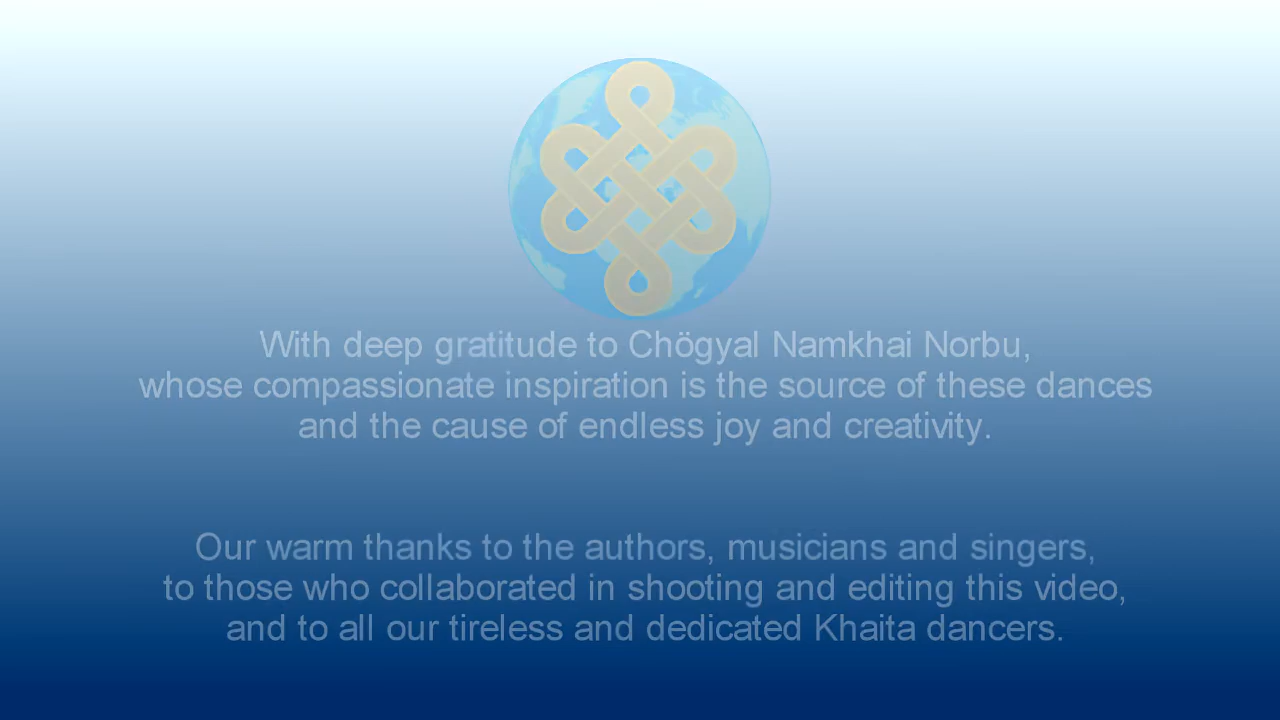 With deep gratitude to Chögyal Namkhai Norbu,
whose compassionate inspiration is the source of these dances
and the cause of endless joy and creativity.
Our warm thanks to the authors, musicians and singers,
to those who collaborated in shooting and editing this video,
and to all our tireless and dedicated Khaita dancers.